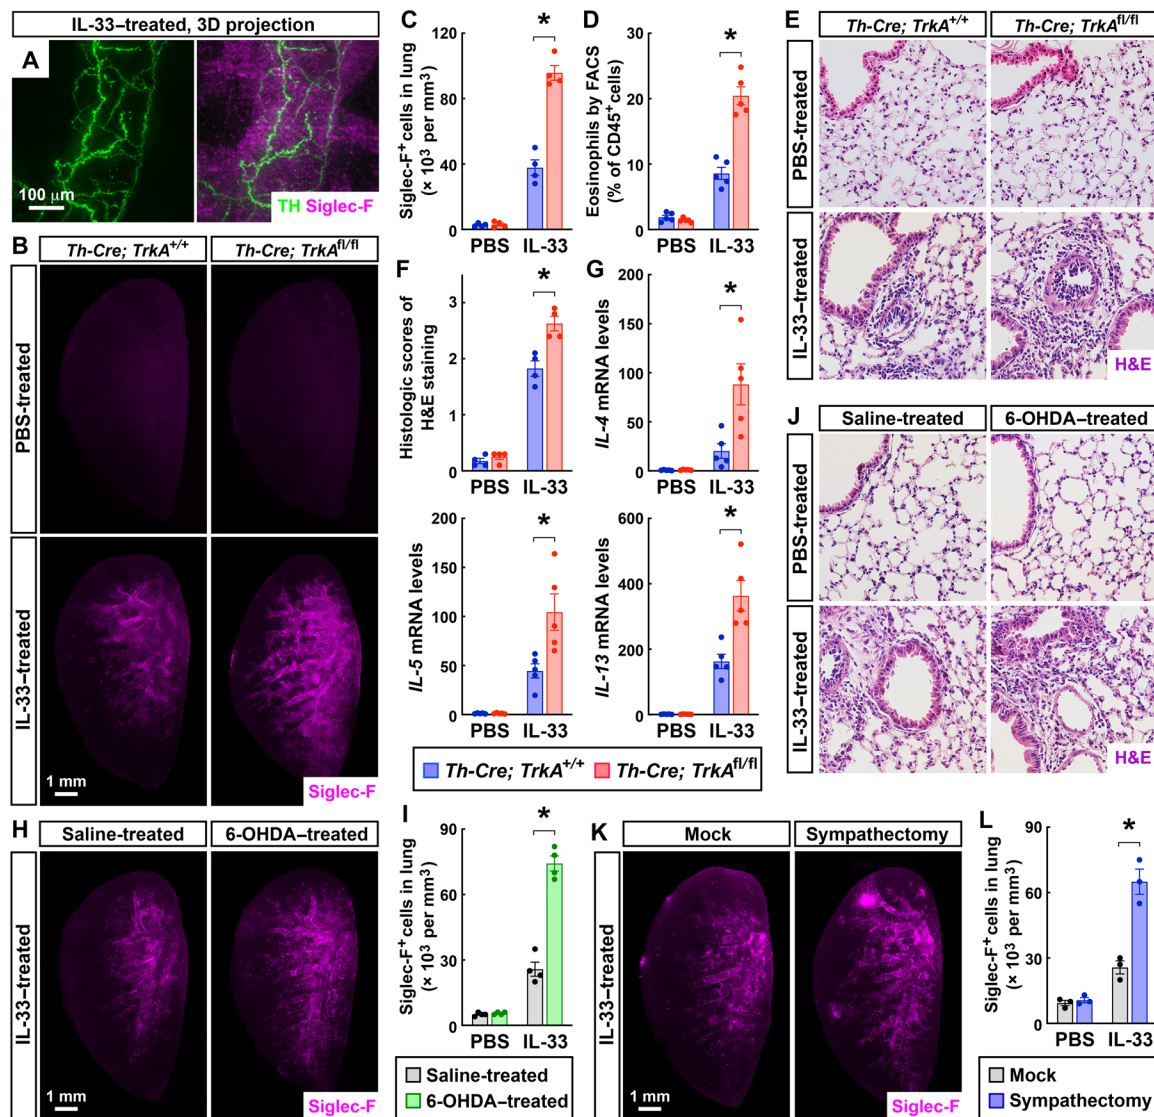 IL-33–treated, 3D projection
A
100 μm
TH Siglec-F
B
Th-Cre; TrkA+/+
Th-Cre; TrkAfl/fl
PBS-treated
IL-33–treated
1 mm
Siglec-F
C
Siglec-F+ cells in lung
(× 10³ per mm³)
120
80
40
0
PBS
IL-33
*
D
Eosinophils by FACS
(% of CD45+cells)
30
20
10
0
PBS
IL-33
*
E
Th-Cre; TrkA+/+
Th-Cre; TrkAfl/fl
PBS-treated
IL-33–treated
H&E
F
Histologic scores of
H&E staining
3
2
1
0
PBS
IL-33
*
G
IL-4 mRNA levels
200
150
100
50
0
PBS
IL-33
*
IL-5 mRNA levels
200
150
100
50
0
PBS
IL-33
*
IL-13 mRNA levels
600
400
200
0
PBS
IL-33
*
Th-Cre; TrkA+/+
Th-Cre; TrkAfl/fl
H
Saline-treated
6-OHDA–treated
IL-33–treated
1 mm
Siglec-F
I
Siglec-F+ cells in lung
(× 10³ per mm³)
90
60
30
0
PBS
IL-33
*
Saline-treated
6-OHDA–treated
J
Saline-treated
6-OHDA–treated
PBS-treated
IL-33–treated
H&E
K
Mock
Sympathectomy
IL-33–treated
1 mm
Siglec-F
L
Siglec-F+ cells in lung
(× 10³ per mm³)
90
60
30
0
PBS
IL-33
*
Mock
Sympathectomy